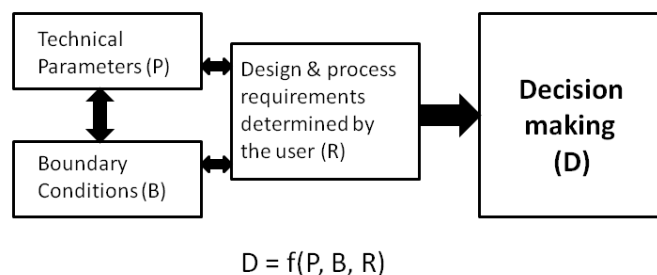 Technical
Parameters (P)
Boundary
Conditions (B)
Design & process
requirements
determined by
the user (R)
Decision
making
(D)
D = f(P, B, R)